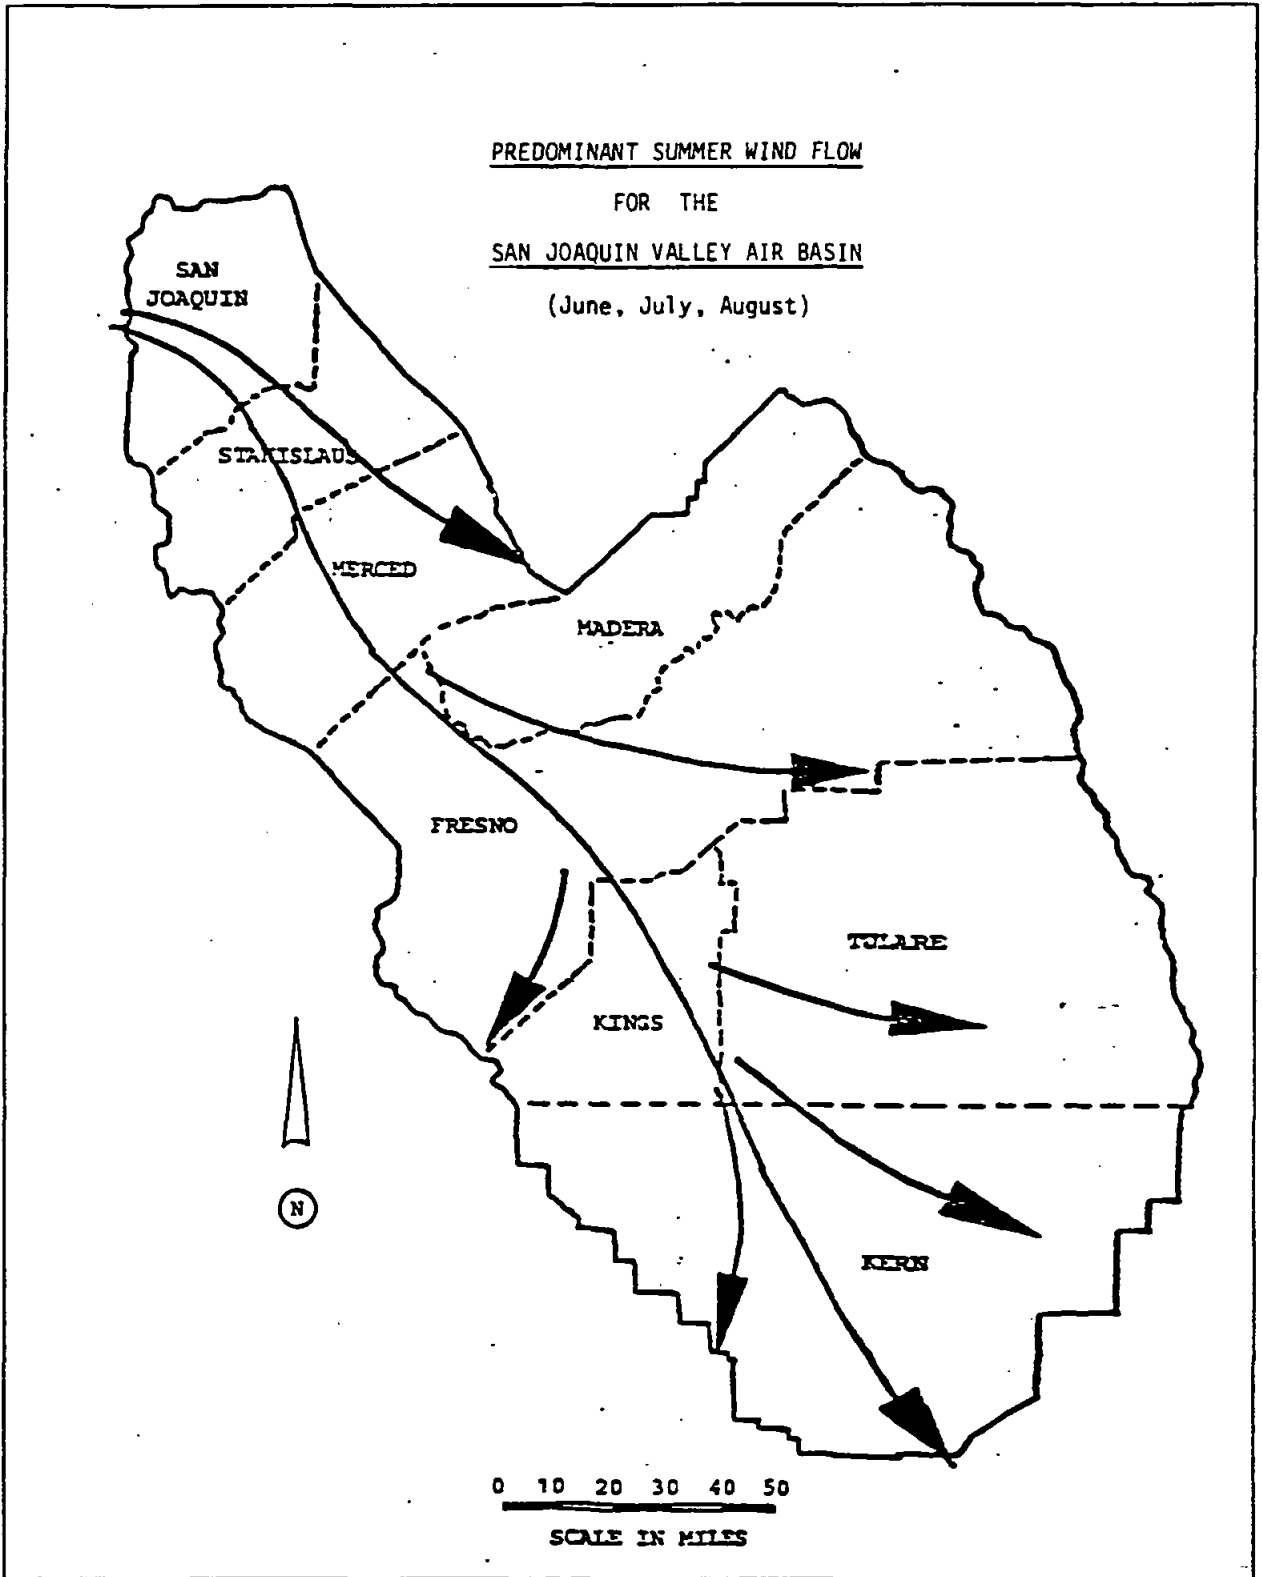 PREDOMINANT SUMMER WIND FLOW
FOR THE
SAN JOAQUIN VALLEY AIR BASIN
(June, July, August)
SAN
JOAQUIN
STANISLAUS
MERCED
MADERA
FRESNO
TULARE
KINGS
N
KERN
0 10 20 30 40 50
SCALE IN MILES